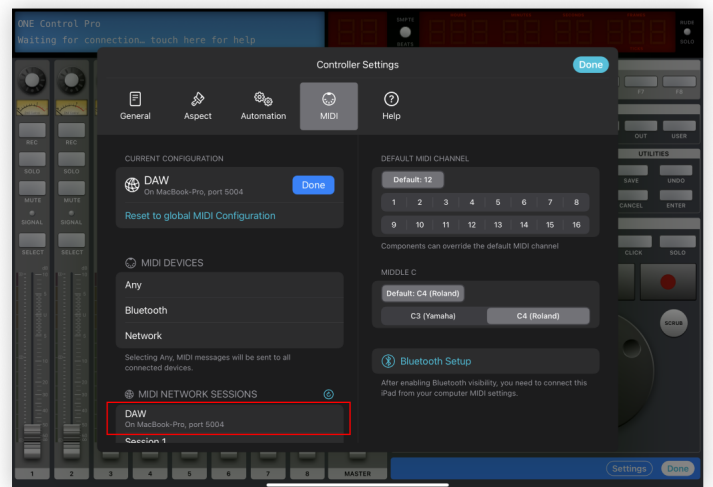 ONE Control Pro
Waiting for connection… touch here for help
EMPTY
BEATS
RUDE
SOLO
Controller Settings
Done
General
Aspect
Automation
MIDI
Help
CURRENT CONFIGURATION
DAW
On MacBook-Pro, port 5004
Done
Reset to global MIDI Configuration
MIDI DEVICES
Any
Bluetooth
Network
Selecting Any, MIDI messages will be sent to all
connected devices.
MIDI NETWORK SESSIONS
DAW
On MacBook-Pro, port 5004
Session 1
DEFAULT MIDI CHANNEL
Default: 12
1 2 3 4 5 6 7 8
9 10 11 12 13 14 15 16
Components can override the default MIDI channel
MIDDLE C
Default: C4 (Roland)
C3 (Yamaha) C4 (Roland)
Bluetooth Setup
After enabling Bluetooth visibility, you need to connect this
iPad from your computer MIDI settings.
REC REC
SOLO SOLO
MUTE MUTE
SIGNAL SIGNAL
SELECT SELECT
F7 F8
OUT USER
UTILITIES
SAVE UNDO
CANCEL ENTER
CLICK SOLO
SCRUB
1 2 3 4 5 6 7 8 MASTER
Settings Done